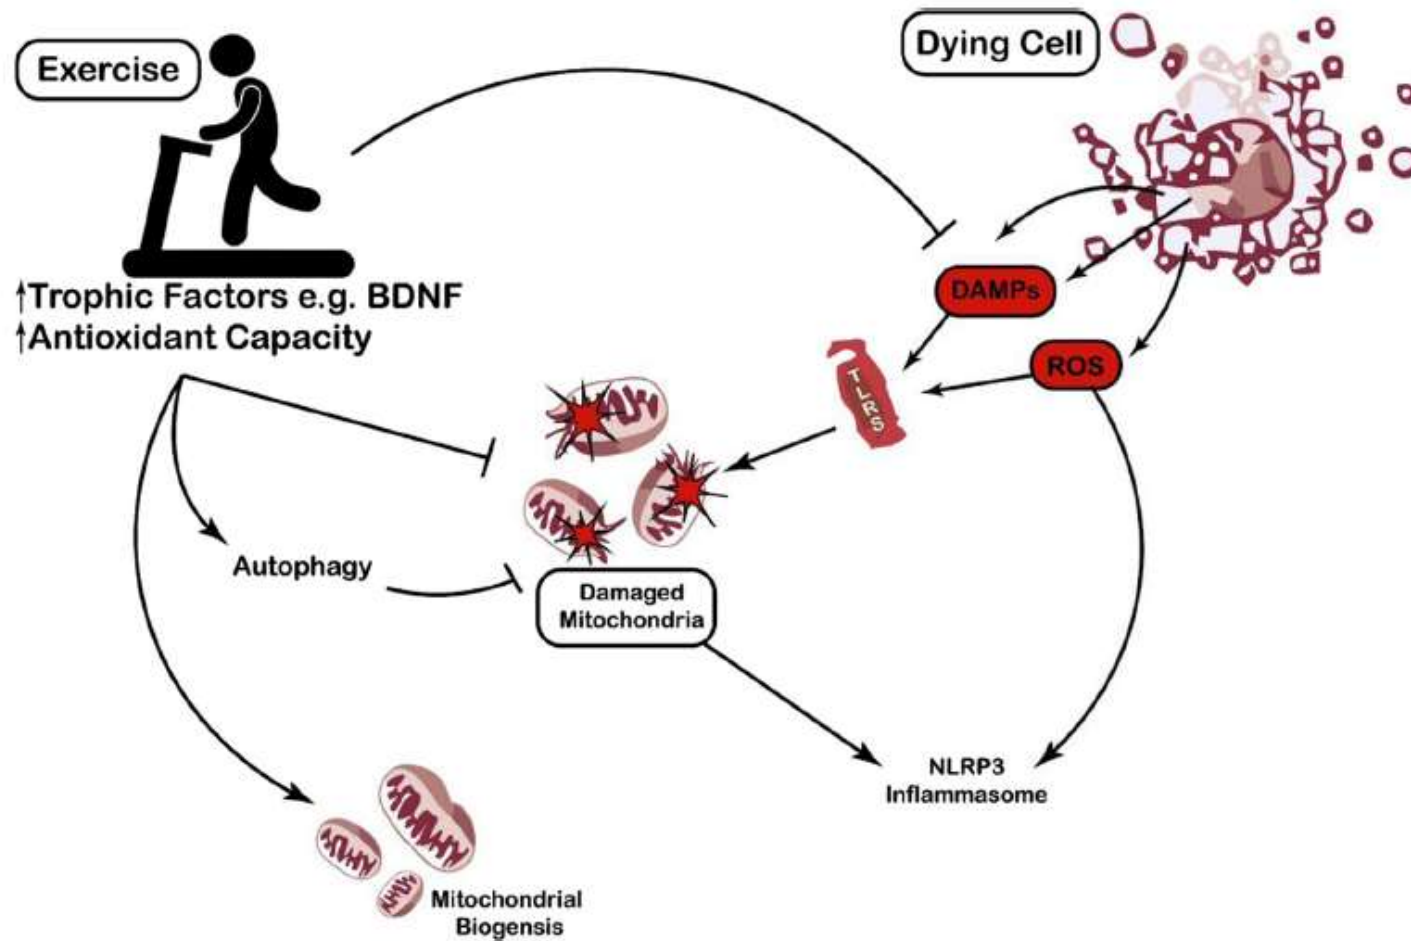 Exercise
Dying Cell
↑Trophic Factors e.g. BDNF
↑Antioxidant Capacity
DAMPs
ROS
TLRS
Autophagy
Damaged
Mitochondria
NLRP3
Inflammasome
Mitochondrial
Biogensis